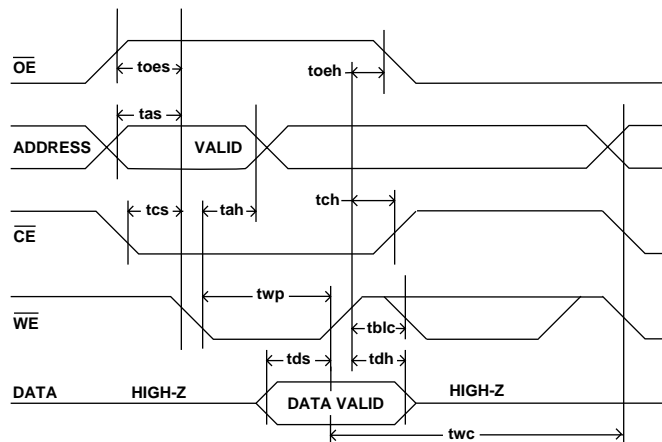 OE
toes
toeh
tas
ADDRESS
VALID
tcs
tah
tch
CE
twp
WE
tblc
tds
tdh
DATA
HIGH-Z
DATA VALID
HIGH-Z
twc